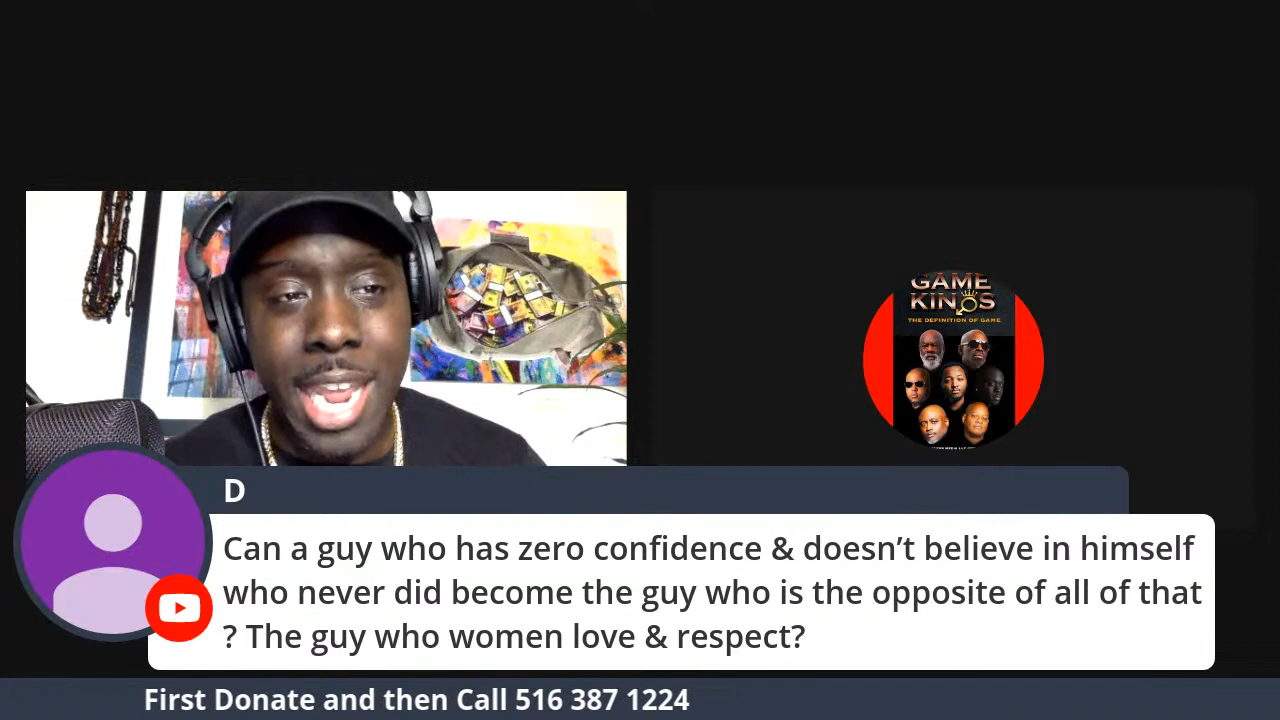 GAME
KINGS
THE DEFINITION OF GAME
D
Can a guy who has zero confidence & doesn’t believe in himself
who never did become the guy who is the opposite of all of that
? The guy who women love & respect?
First Donate and then Call 516 387 1224